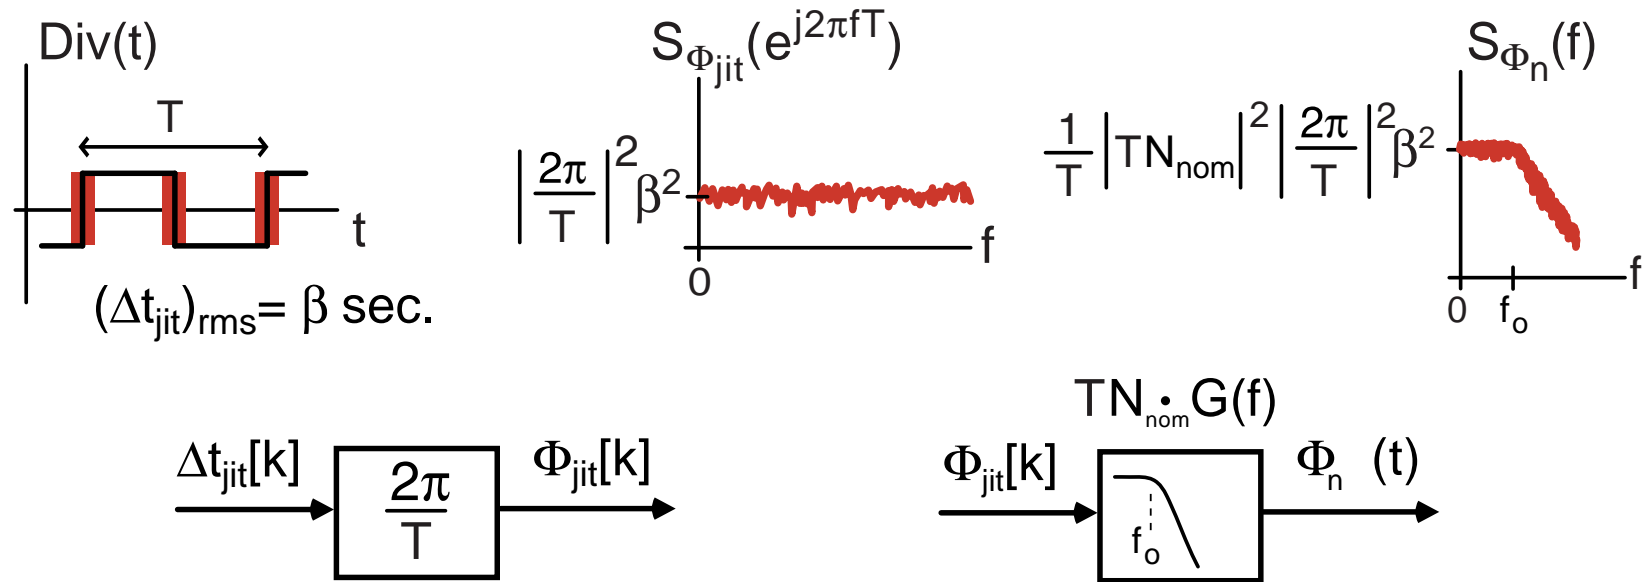 Div(t)
T
t
(Δt_jit)_rms = β sec.
S_Φjit(e^j2πfT)
|2π/T|^2 β^2
0
f
S_Φn(f)
1/T |TN_nom|^2 |2π/T|^2 β^2
0
f_o
f
Δt_jit[k]
2π/T
Φ_jit[k]
TN_nom · G(f)
Φ_jit[k]
f_o
Φ_n (t)